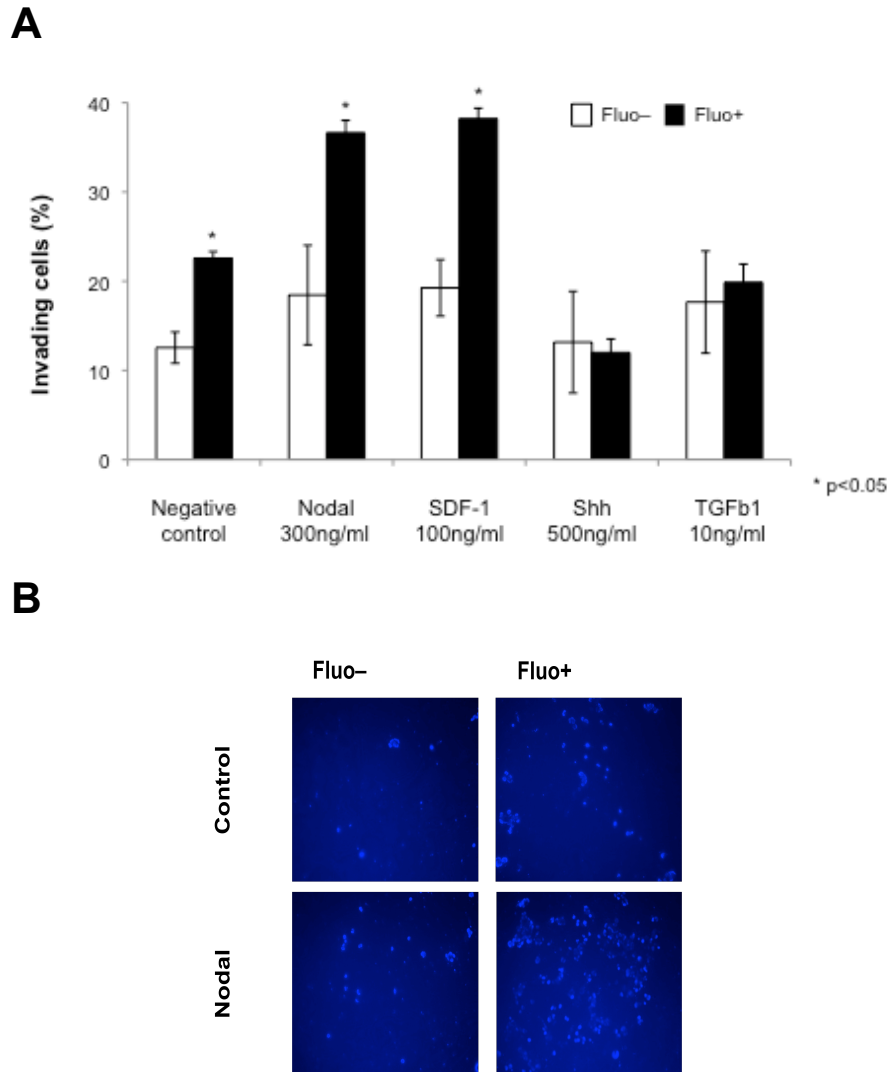 A
*
*
*
Fluo– Fluo+
40
30
20
10
0
Invading cells (%)
* p<0.05
Negative control
Nodal 300ng/ml
SDF-1 100ng/ml
Shh 500ng/ml
TGFb1 10ng/ml
B
Fluo– Fluo+
Control
Nodal